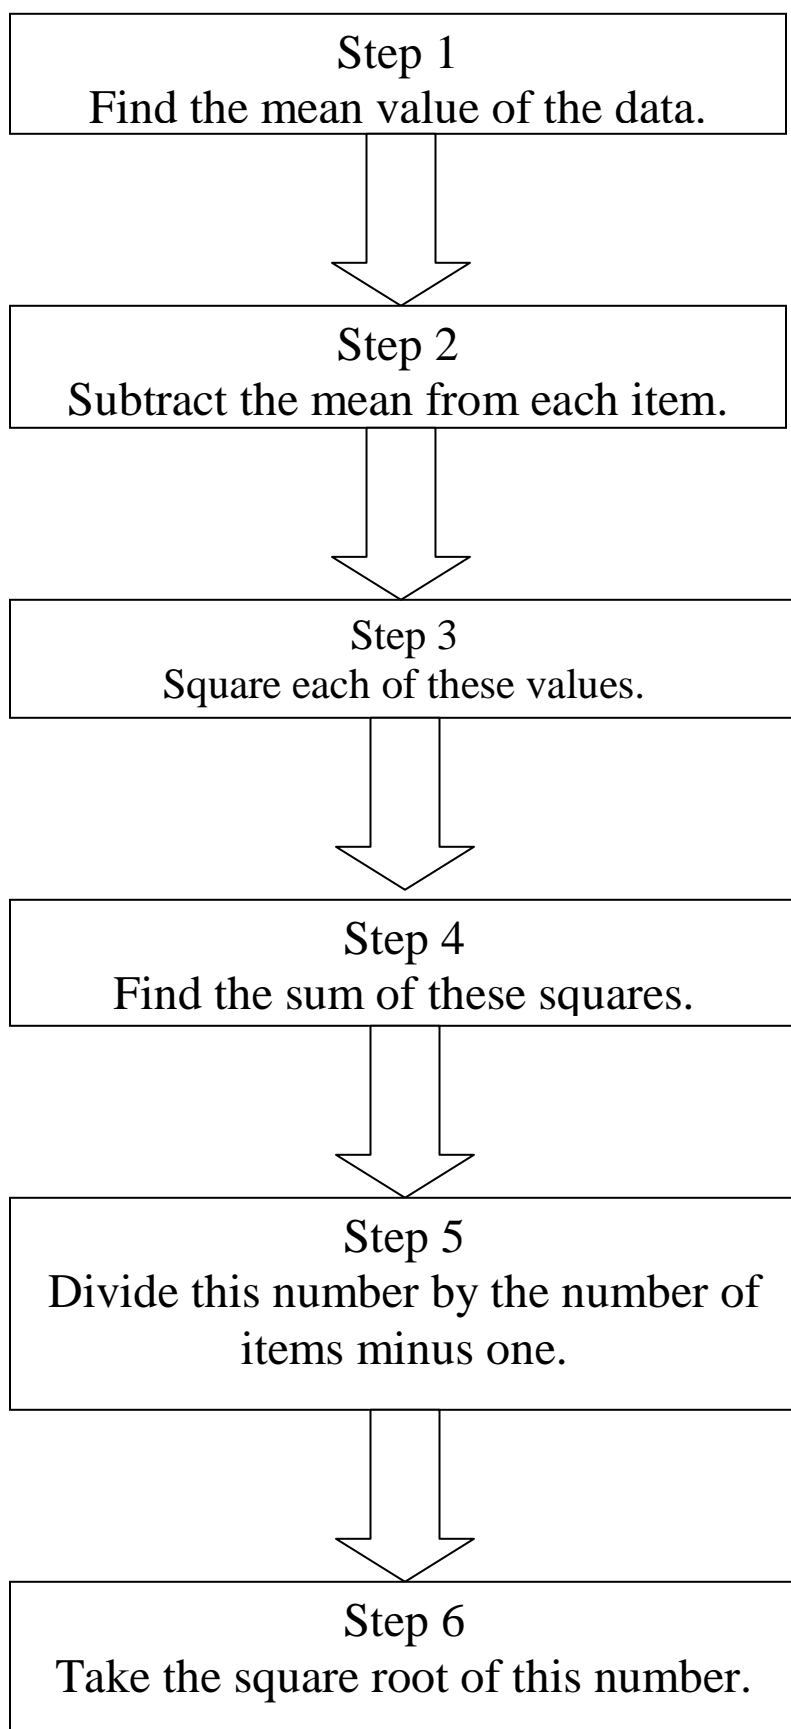 Step 1
Find the mean value of the data.
Step 2
Subtract the mean from each item.
Step 3
Square each of these values.
Step 4
Find the sum of these squares.
Step 5
Divide this number by the number of
items minus one.
Step 6
Take the square root of this number.